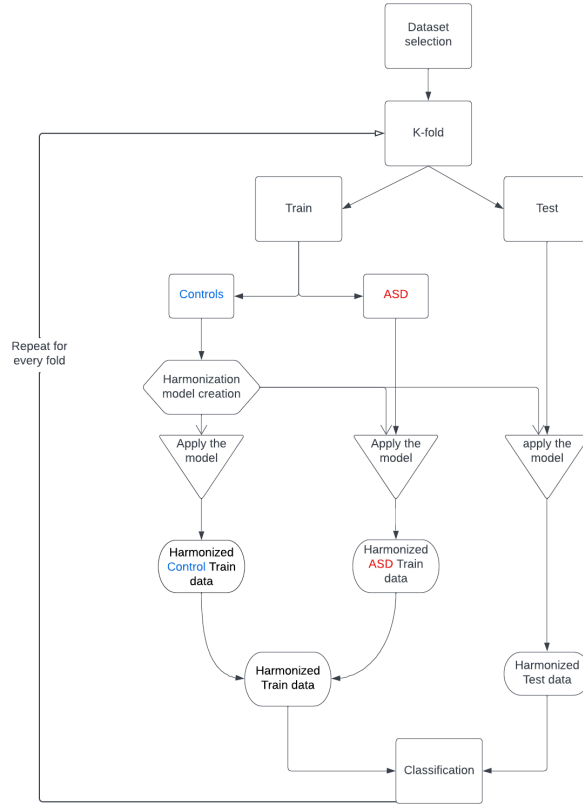 Dataset
selection
K-fold
Train
Test
Controls
ASD
Repeat for
every fold
Harmonization
model creation
Apply the
model
Apply the
model
apply the
model
Harmonized
Control Train
data
Harmonized
ASD Train
data
Harmonized
Train data
Harmonized
Test data
Classification